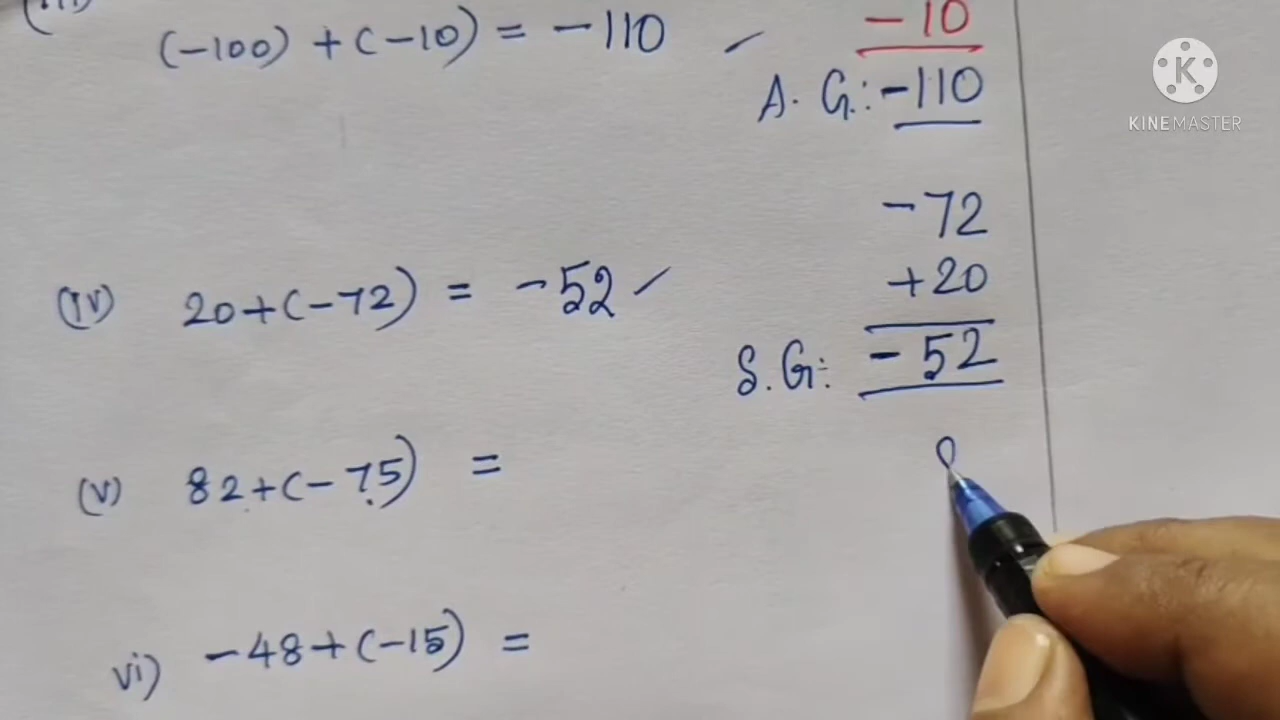 (-100) + (-10) = -110 ✓
-10
A. G: -110
KINEMASTER
-72
(iv) 20+(-72) = -52 ✓
+20
S.G: -52
(v) 82+(-75) =
vi) -48+(-15) =